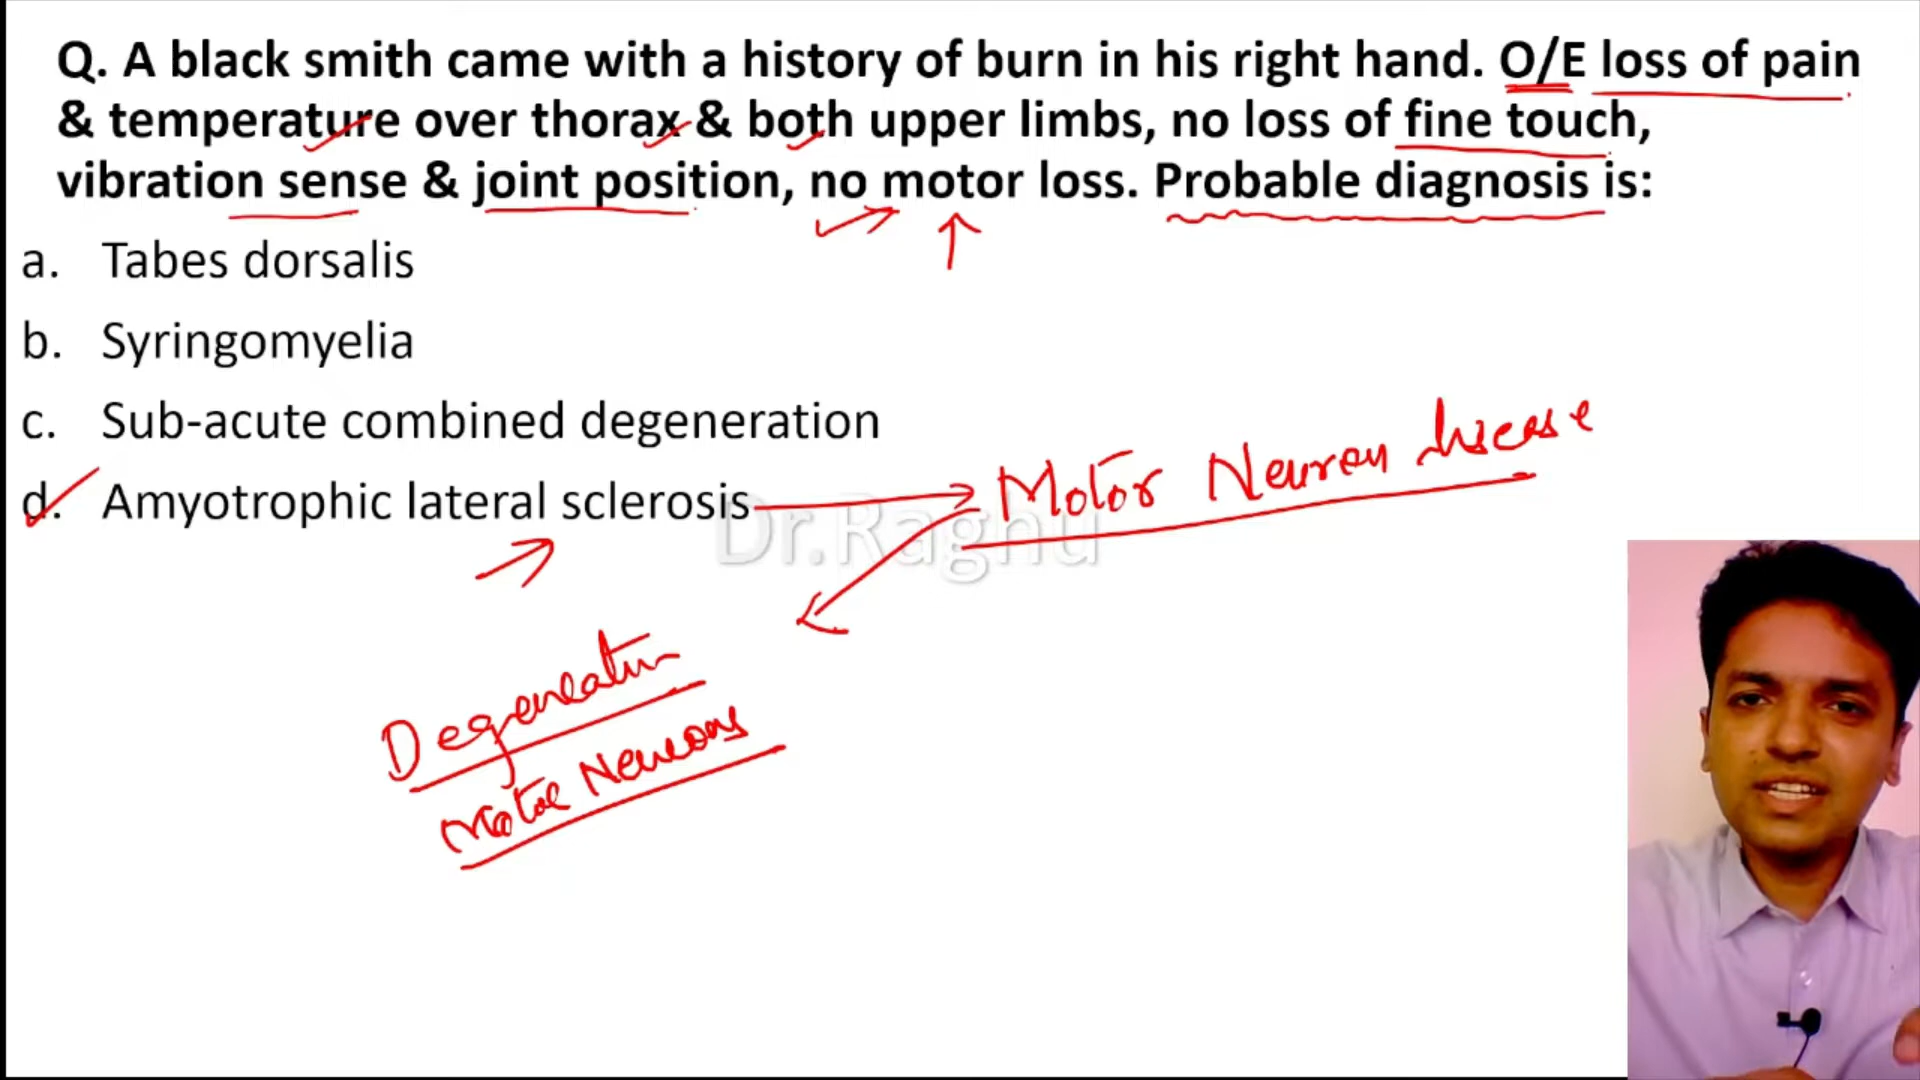 Q. A black smith came with a history of burn in his right hand. O/E loss of pain
& temperature over thorax & both upper limbs, no loss of fine touch,
vibration sense & joint position, no motor loss. Probable diagnosis is:
a. Tabes dorsalis
b. Syringomyelia
c. Sub-acute combined degeneration
d. Amyotrophic lateral sclerosis
Motor Neuron disease
Dr.Raghu
Motor Neurons